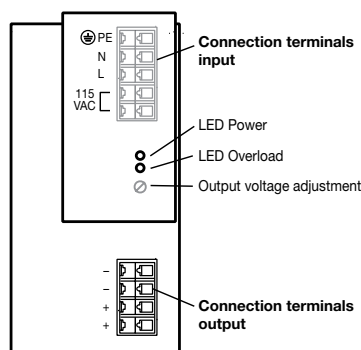 PE
N
L
115
VAC
Connection terminals
input
LED Power
LED Overload
Output voltage adjustment
–
–
+
+
Connection terminals
output